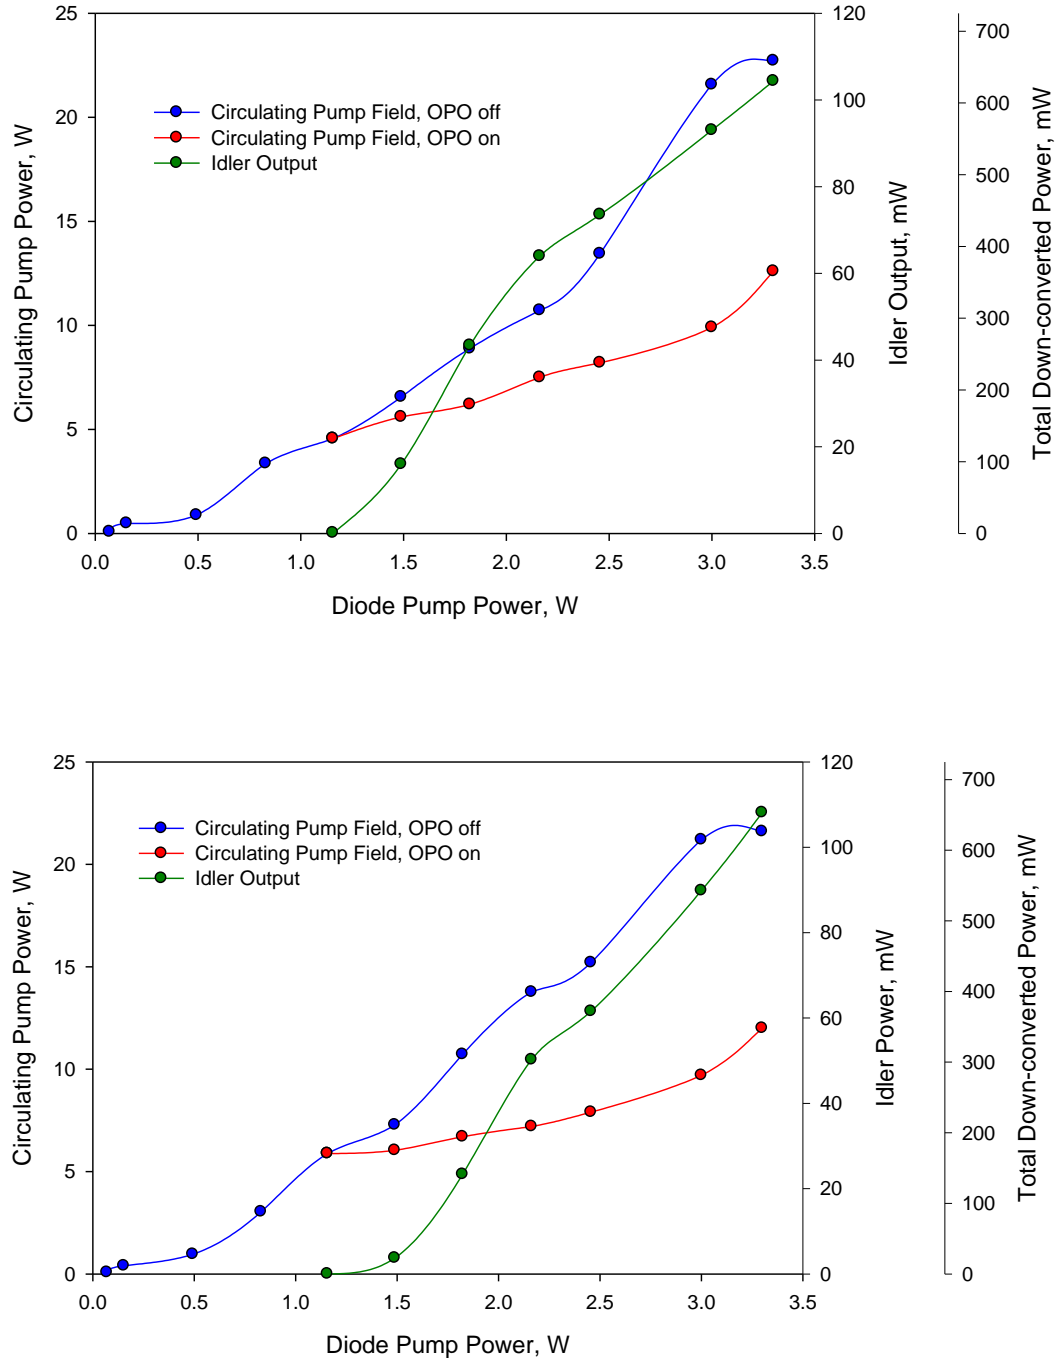 25
20
15
10
5
0
Circulating Pump Power, W
Circulating Pump Field, OPO off
Circulating Pump Field, OPO on
Idler Output
120
100
80
60
40
20
0
Idler Output, mW
700
600
500
400
300
200
100
0
Total Down-converted Power, mW
0.0 0.5 1.0 1.5 2.0 2.5 3.0 3.5
Diode Pump Power, W
25
20
15
10
5
0
Circulating Pump Power, W
Circulating Pump Field, OPO off
Circulating Pump Field, OPO on
Idler Output
120
100
80
60
40
20
0
Idler Power, mW
700
600
500
400
300
200
100
0
Total Down-converted Power, mW
0.0 0.5 1.0 1.5 2.0 2.5 3.0 3.5
Diode Pump Power, W